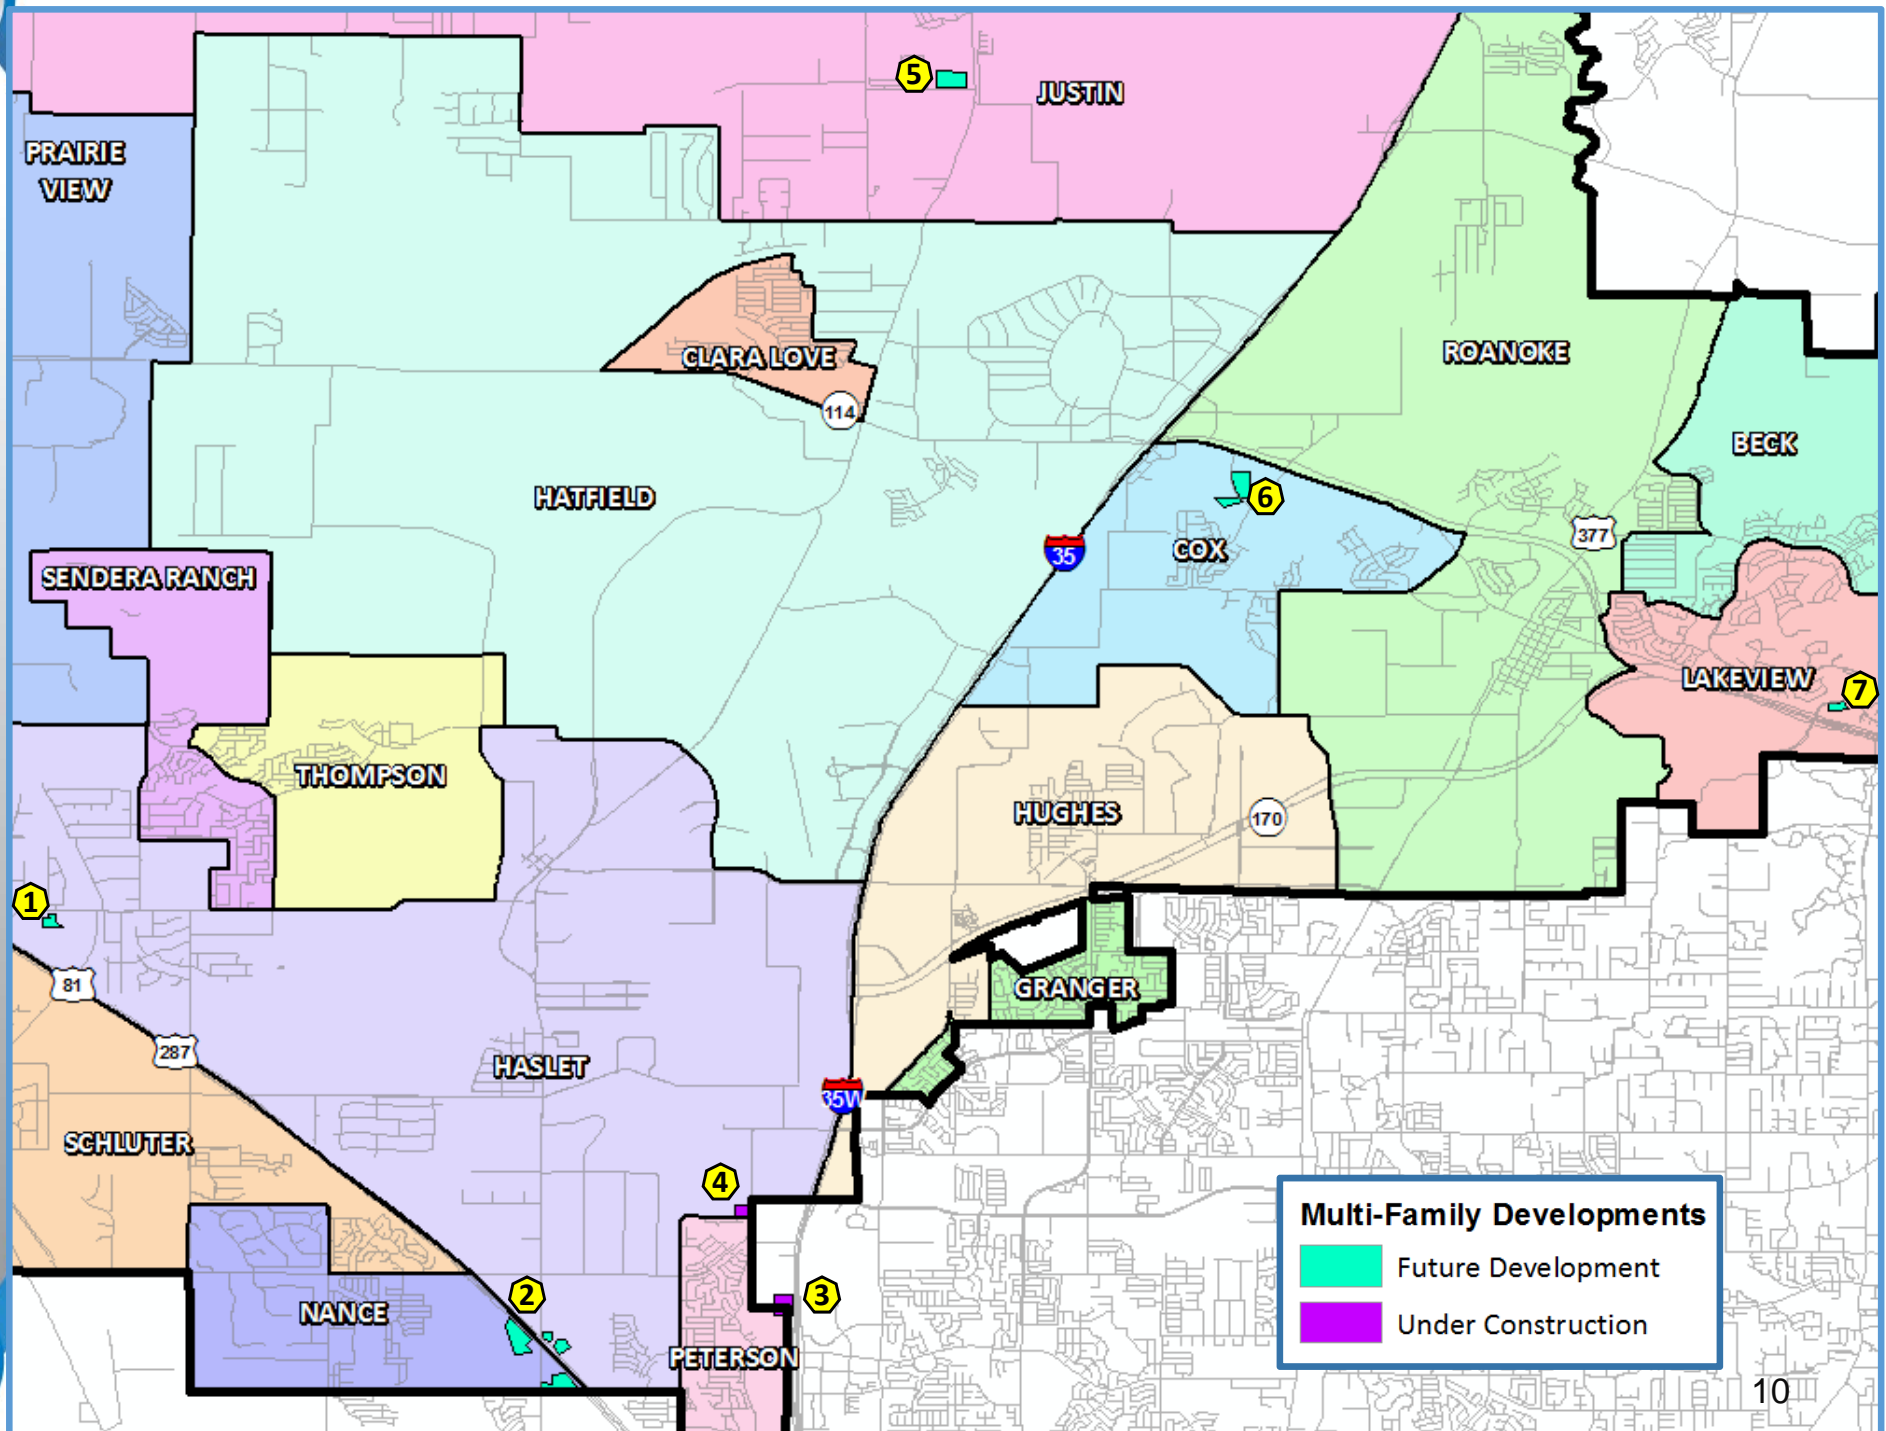 5
JUSTIN
PRAIRIE
VIEW
CLARA LOVE
ROANOKE
114
BECK
HATFIELD
6
377
35
COX
SENDERA RANCH
LAKEVIEW
7
THOMPSON
HUGHES
170
1
81
GRANGER
287
HASLET
35W
SCHLUTER
4
Multi-Family Developments
Future Development
Under Construction
2
3
NANCE
PETERSON
10